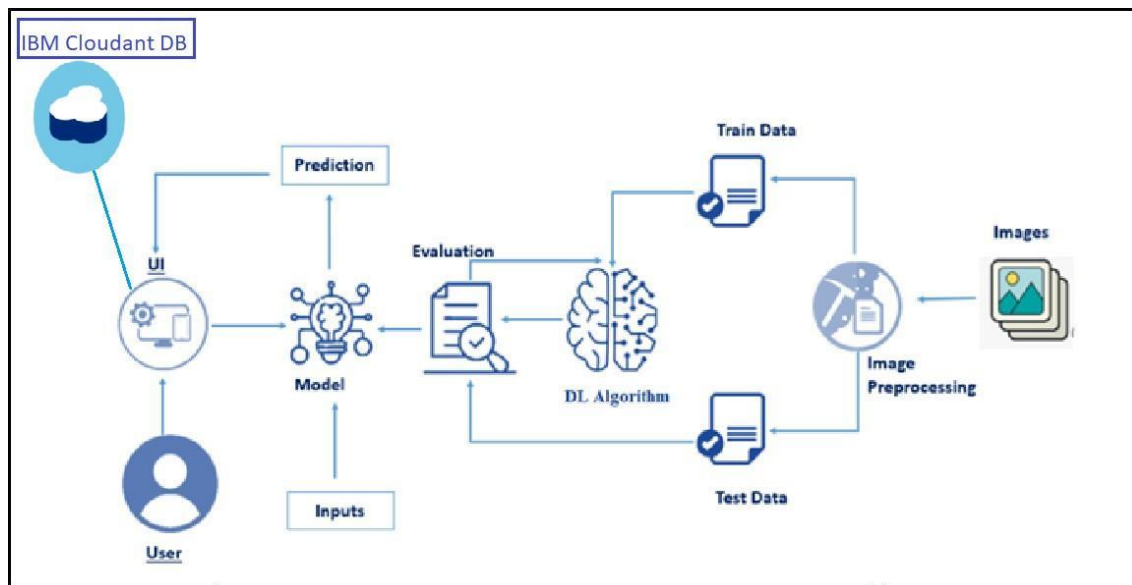 IBM Cloudant DB
Train Data
Prediction
Images
Evaluation
UI
Image
Preprocessing
Model
DL Algorithm
Test Data
Inputs
User